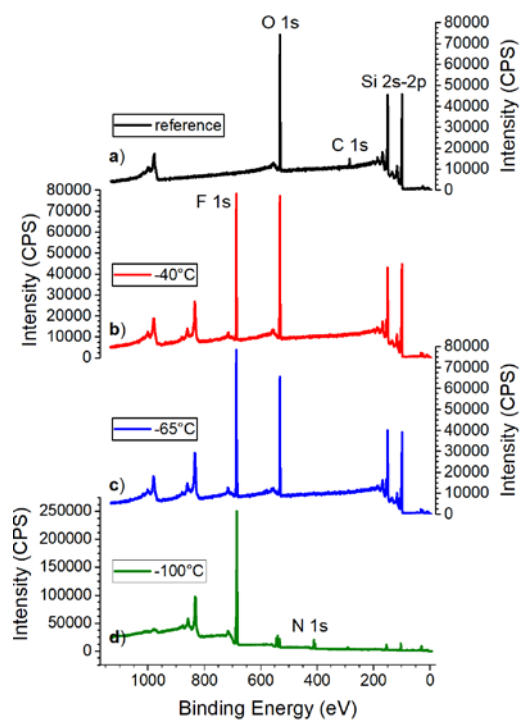 O 1s
80000
70000
60000
50000
40000
30000
20000
10000
0
Intensity (CPS)
Si 2s-2p
reference
C 1s
a)
80000
70000
60000
50000
40000
30000
20000
10000
0
Intensity (CPS)
F 1s
-40°C
b)
80000
70000
60000
50000
40000
30000
20000
10000
0
Intensity (CPS)
-65°C
c)
250000
200000
150000
100000
50000
0
Intensity (CPS)
-100°C
N 1s
d)
1000 800 600 400 200 0
Binding Energy (eV)